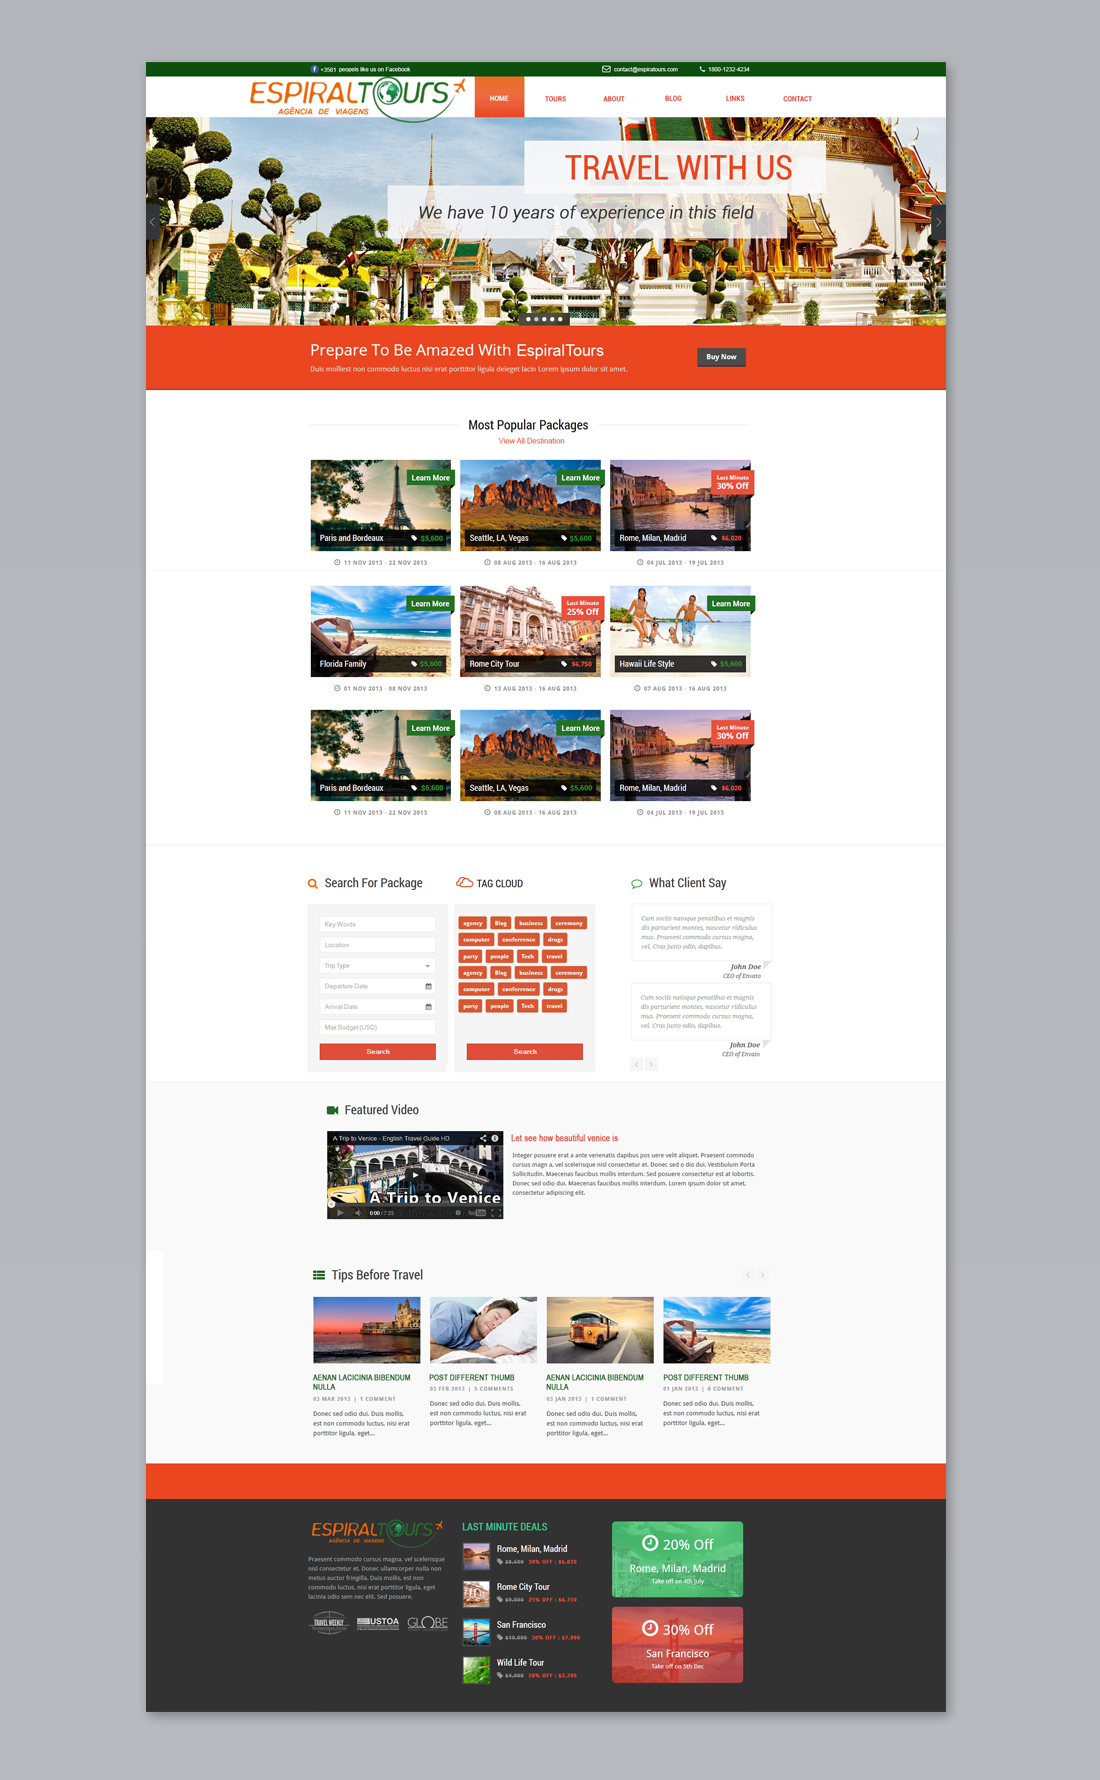 +3581 peopels like us on Facebook
contact@espiratours.com
1800-1232-4234
ESPIRALTOURS
AGÊNCIA DE VIAGENS
HOME
TOURS
ABOUT
BLOG
LINKS
CONTACT
TRAVEL WITH US
We have 10 years of experience in this field
Prepare To Be Amazed With EspiralTours
Duis molliest non commodo luctus nisi erat porttitor ligula deieget lacin Lorem ipsum dolor sit amet.
Buy Now
Most Popular Packages
View All Destination
Learn More
Paris and Bordeaux $5,600
11 NOV 2013 - 22 NOV 2013
Learn More
Seattle, LA, Vegas $5,600
08 AUG 2013 - 16 AUG 2013
Last Minute
30% Off
Rome, Milan, Madrid $6,020
04 JUL 2013 - 19 JUL 2013
Learn More
Florida Family $5,600
01 NOV 2013 - 08 NOV 2013
Last Minute
25% Off
Rome City Tour $6,750
13 AUG 2013 - 16 AUG 2013
Learn More
Hawaii Life Style $5,600
07 AUG 2013 - 16 AUG 2013
Learn More
Paris and Bordeaux $5,600
11 NOV 2013 - 22 NOV 2013
Learn More
Seattle, LA, Vegas $5,600
08 AUG 2013 - 16 AUG 2013
Last Minute
30% Off
Rome, Milan, Madrid $6,020
04 JUL 2013 - 19 JUL 2013
Search For Package
Key Words
Location
Trip Type
Departure Date
Arrival Date
Max Budget (USD)
Search
TAG CLOUD
agency Blog business ceremony
computer conferrence drugs
party people Tech travel
agency Blog business ceremony
computer conferrence drugs
party people Tech travel
Search
What Client Say
Cum sociis natoque penatibus et magnis
dis parturient montes, nascetur ridiculus
mus. Praesent commodo cursus magna,
vel. Cras justo odio, dapibus.
John Doe
CEO of Envato
Cum sociis natoque penatibus et magnis
dis parturient montes, nascetur ridiculus
mus. Praesent commodo cursus magna,
vel. Cras justo odio, dapibus.
John Doe
CEO of Envato
Featured Video
A Trip to Venice - English Travel Guide HD
A Trip to Venice
0:00 / 7:23
YouTube
Let see how beautiful venice is
Integer posuere erat a ante venenatis dapibus pos uere velit aliquet. Praesent commodo
cursus magn a, vel scelerisque nisl consectetur et. Donec sed o dio dui. Vestibulum Porta
Sollicitudin. Maecenas faucibus mollis interdum. Sed posuere consectetur est at lobortis.
Donec sed odio dui. Maecenas faucibus mollis interdum. Lorem ipsum dolor sit amet,
consectetur adipiscing elit.
Tips Before Travel
AENAN LACICINIA BIBENDUM
NULLA
03 MAR 2013 | 1 COMMENT
Donec sed odio dui. Duis mollis,
est non commodo luctus, nisi erat
porttitor ligula, eget...
POST DIFFERENT THUMB
03 FEB 2013 | 5 COMMENTS
Donec sed odio dui. Duis mollis,
est non commodo luctus, nisi erat
porttitor ligula, eget...
AENAN LACICINIA BIBENDUM
NULLA
03 JAN 2013 | 1 COMMENT
Donec sed odio dui. Duis mollis,
est non commodo luctus, nisi erat
porttitor ligula, eget...
POST DIFFERENT THUMB
01 JAN 2013 | 0 COMMENT
Donec sed odio dui. Duis mollis,
est non commodo luctus, nisi erat
porttitor ligula, eget...
ESPIRALTOURS
AGÊNCIA DE VIAGENS
Praesent commodo cursus magna, vel scelerisque
nisl consectetur et. Donec ullamcorper nulla non
metus auctor fringilla. Duis mollis, est non
commodo luctus, nisi erat porttitor ligula, eget
lacinia odio sem nec elit. Sed posuere.
TRAVEL WEEKLY
USTOA
GLOBE
LAST MINUTE DEALS
Rome, Milan, Madrid
$8,600 30% OFF : $6,020
Rome City Tour
$9,000 25% OFF : $6,750
San Francisco
$10,000 30% OFF : $7,000
Wild Life Tour
$4,000 20% OFF : $3,200
20% Off
Rome, Milan, Madrid
Take off on 4th July
30% Off
San Francisco
Take off on 5th Dec